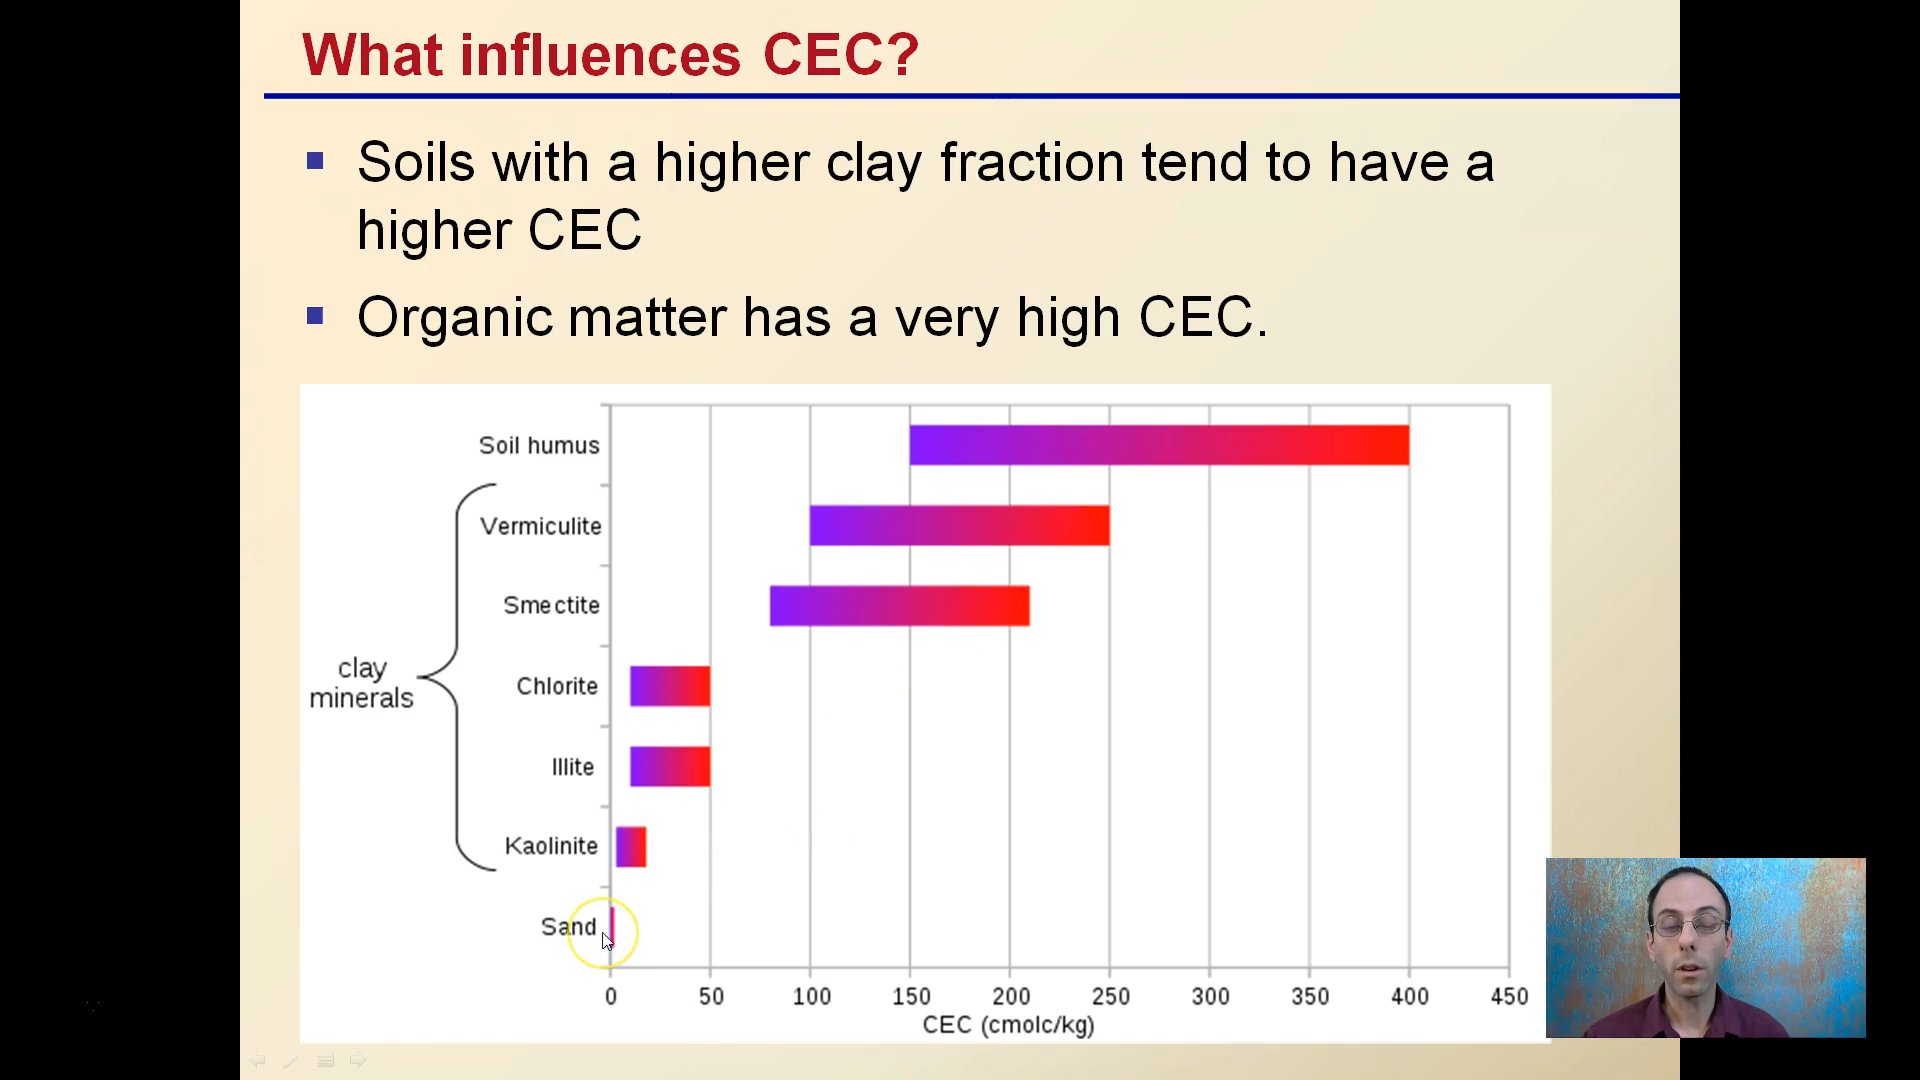 What influences CEC?
Soils with a higher clay fraction tend to have a
higher CEC
Organic matter has a very high CEC.
Soil humus
Vermiculite
Smectite
Chlorite
clay
minerals
Illite
Kaolinite
Sand
0 50 100 150 200 250 300 350 400 450
CEC (cmolc/kg)